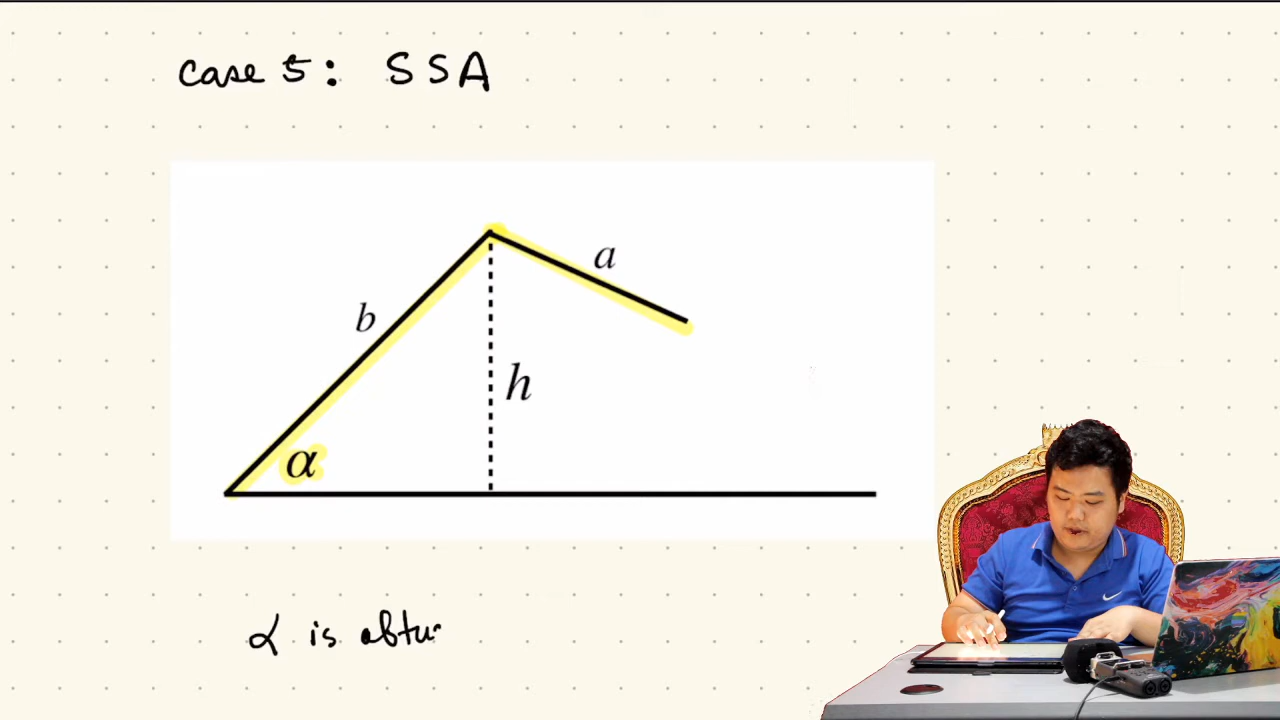 case 5: SSA
a
b
h
α
α is obtu